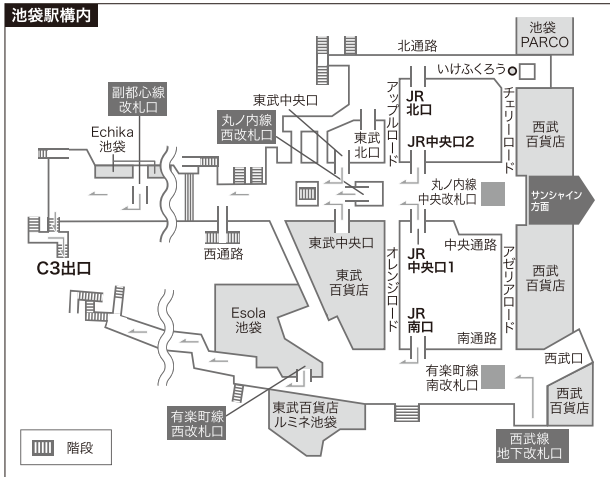 池袋駅構内
池袋
PARCO
北通路
いけふくろう
副都心線
改札口
東武中央口
丸ノ内線
西改札口
Echika
池袋
東武
北口
アップルロード
JR
北口
チェリーロード
JR中央口2
西武
百貨店
丸ノ内線
中央改札口
サンシャイン
方面
C3出口
西通路
東武中央口
東武
百貨店
オレンジロード
JR
中央口1
中央通路
アゼリアロード
西武
百貨店
Esola
池袋
JR
南口
南通路
西武口
有楽町線
南改札口
有楽町線
西改札口
東武百貨店
ルミネ池袋
西武
百貨店
西武線
地下改札口
階段